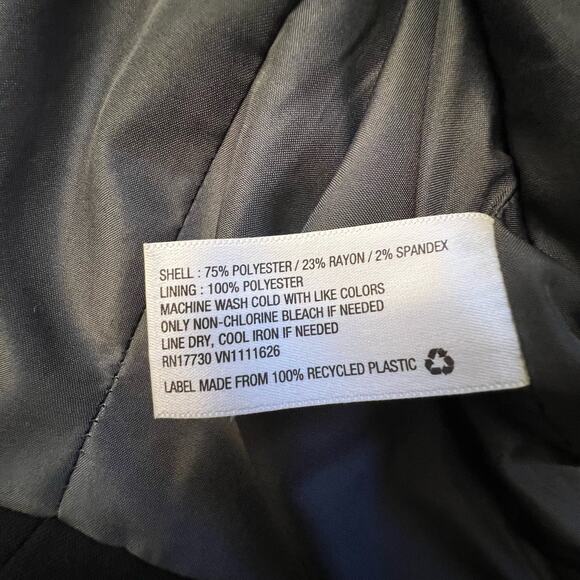 SHELL : 75% POLYESTER / 23% RAYON / 2% SPANDEX
LINING : 100% POLYESTER
MACHINE WASH COLD WITH LIKE COLORS
ONLY NON-CHLORINE BLEACH IF NEEDED
LINE DRY, COOL IRON IF NEEDED
RN17730 VN1111626
LABEL MADE FROM 100% RECYCLED PLASTIC